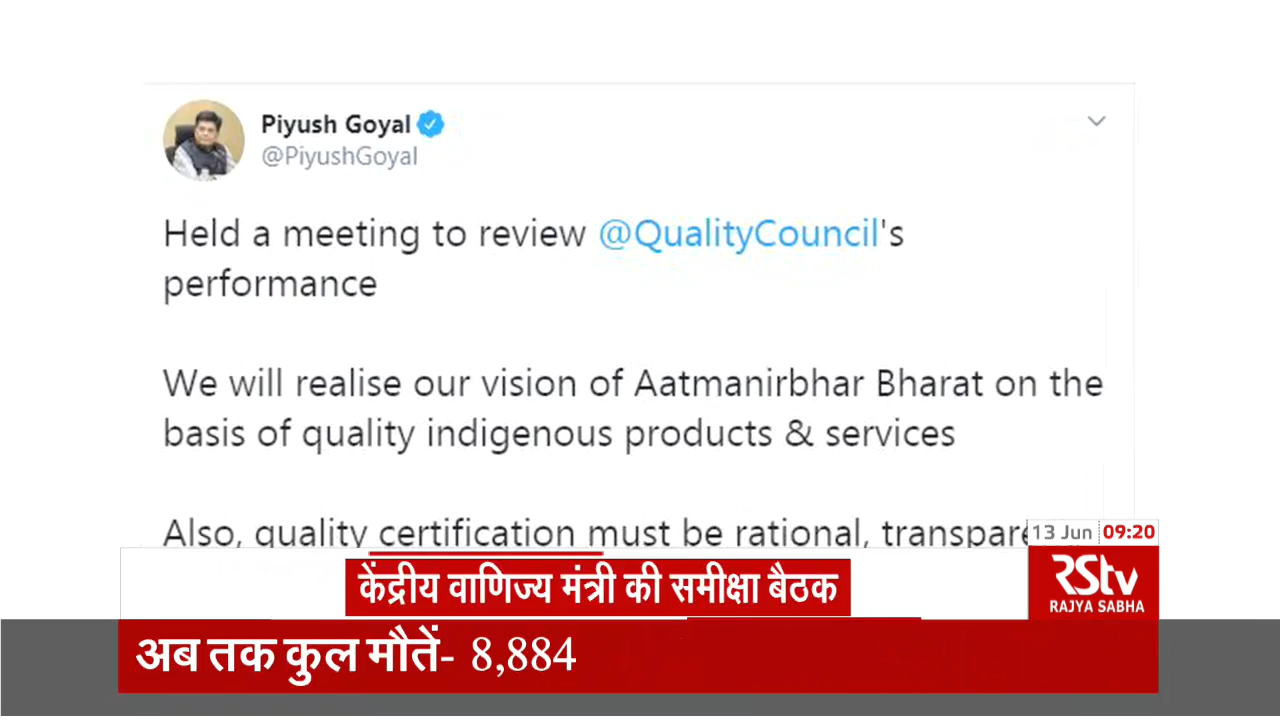 Piyush Goyal
@PiyushGoyal
Held a meeting to review @QualityCouncil's
performance
We will realise our vision of Aatmanirbhar Bharat on the
basis of quality indigenous products & services
Also, quality certification must be rational,
13 Jun 09:20
केंद्रीय वाणिज्य मंत्री की समीक्षा बैठक
RSTV
RAJYA SABHA
अब तक कुल मौतें- 8,884